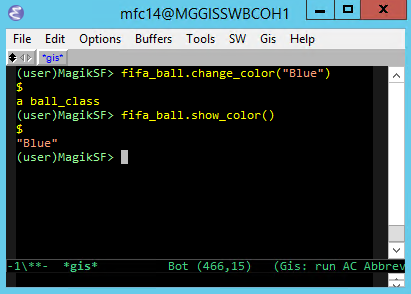 mfc14@MGGISSWBCOH1
File Edit Options Buffers Tools SW Gis Help
*gis*
(user)MagikSF> fifa_ball.change_color("Blue")
$
a ball_class
(user)MagikSF> fifa_ball.show_color()
$
"Blue"
(user)MagikSF>
-1\**- *gis* Bot (466,15) (Gis: run AC Abbrev